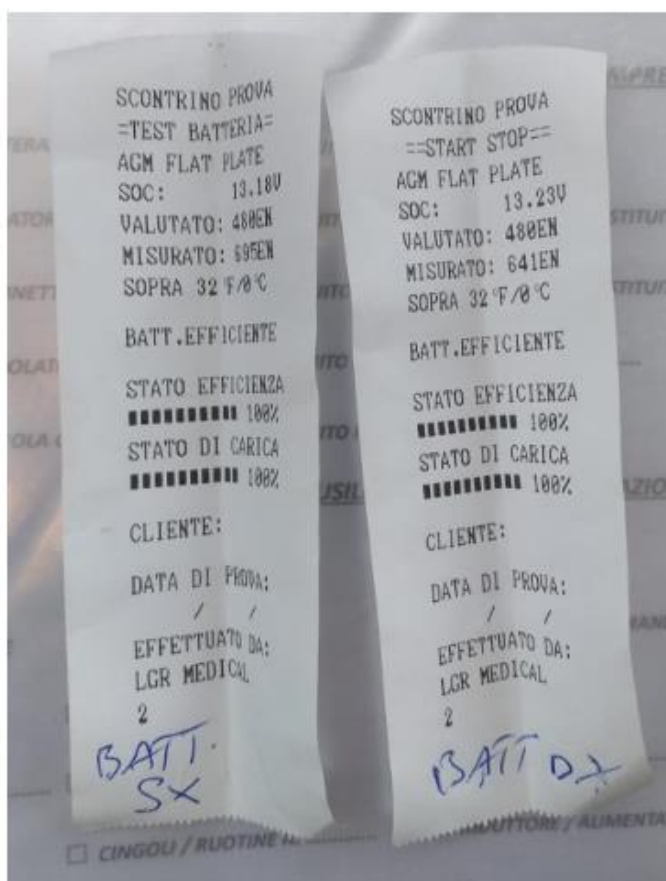 SCONTRINO PROVA
=TEST BATTERIA=
AGM FLAT PLATE
SOC: 13.18V
VALUTATO: 480EN
MISURATO: 695EN
SOPRA 32°F/0°C
BATT.EFFICIENTE
STATO EFFICIENZA
100%
STATO DI CARICA
100%
CLIENTE:
DATA DI PROVA:
/ /
EFFETTUATO DA:
LGR MEDICAL
2
BATT.
SX
SCONTRINO PROVA
==START STOP==
AGM FLAT PLATE
SOC: 13.23V
VALUTATO: 480EN
MISURATO: 641EN
SOPRA 32°F/0°C
BATT.EFFICIENTE
STATO EFFICIENZA
100%
STATO DI CARICA
100%
CLIENTE:
DATA DI PROVA:
/ /
EFFETTUATO DA:
LGR MEDICAL
2
BATT DX
CINGOLI / RUOTINE